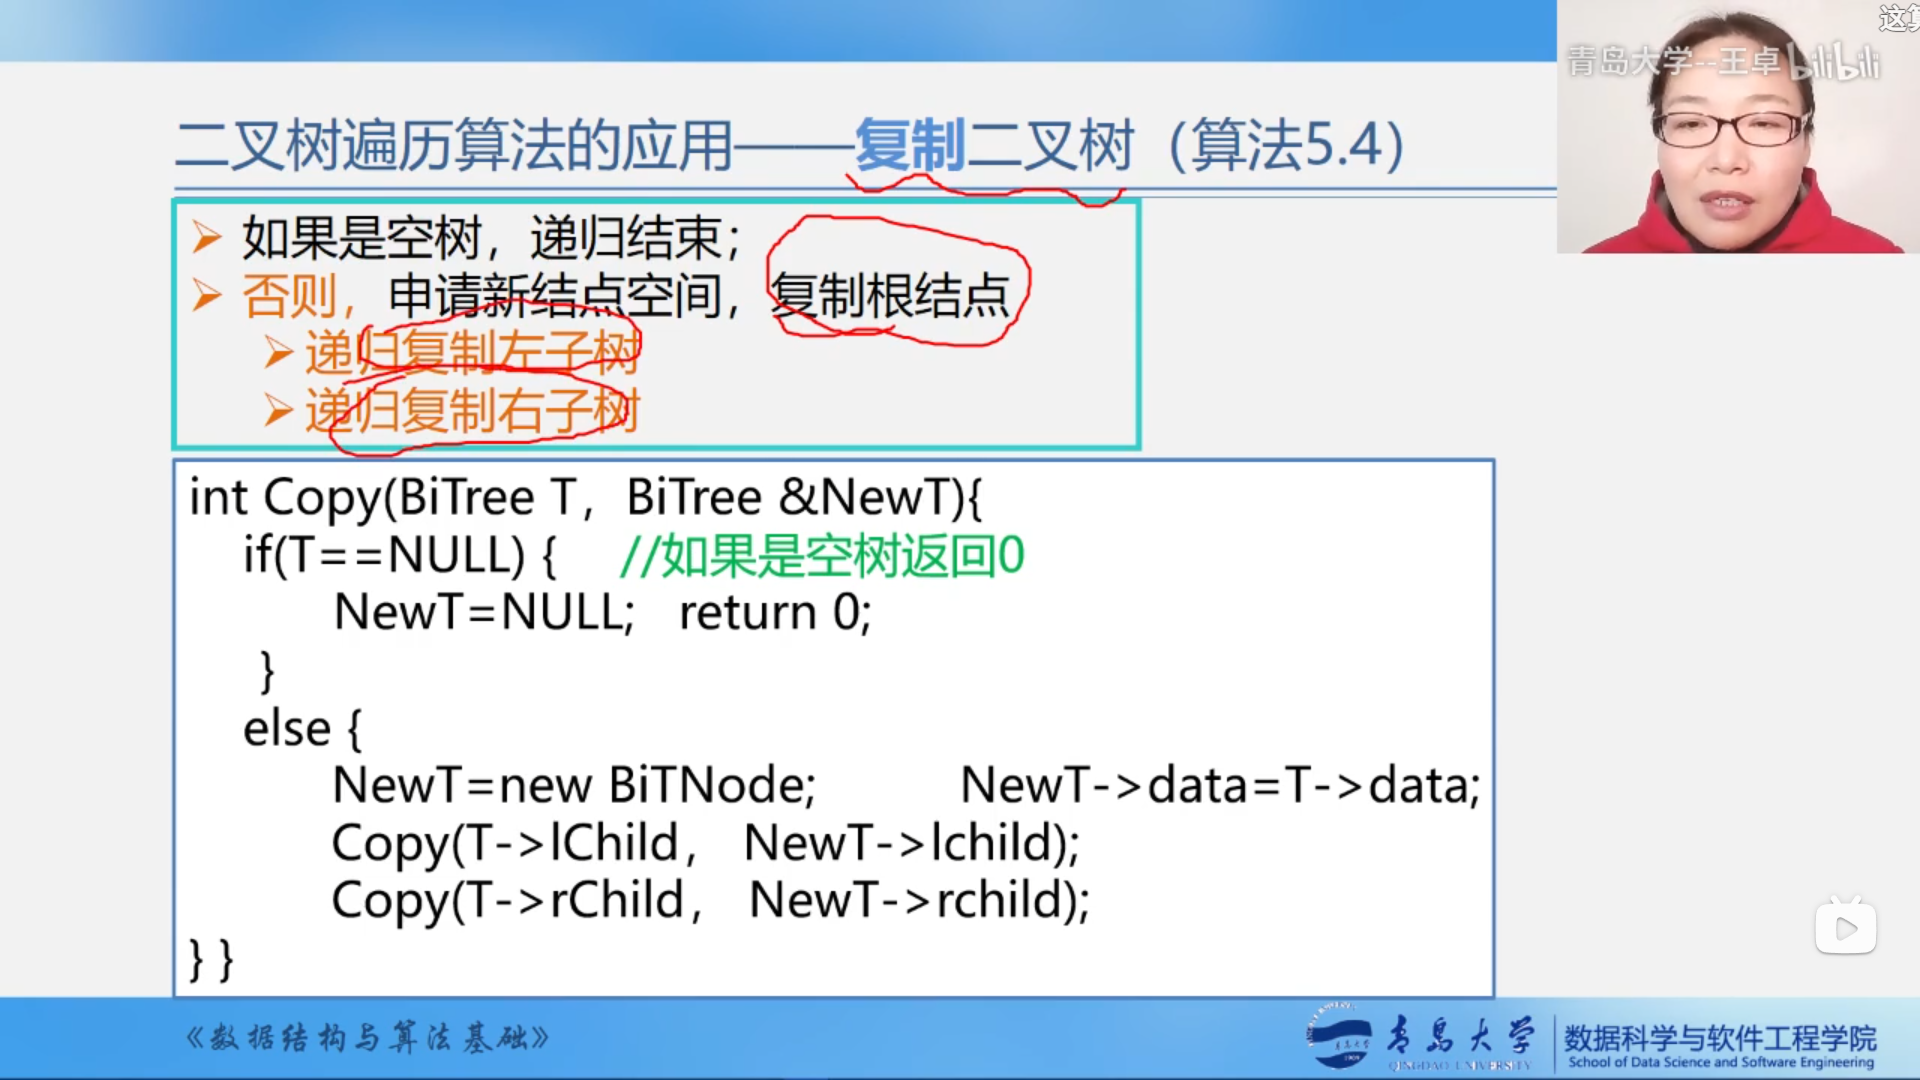 这算
青岛大学--王卓 bilibili
二叉树遍历算法的应用——复制二叉树（算法5.4）
➢ 如果是空树，递归结束；
➢ 否则，申请新结点空间，复制根结点
➢ 递归复制左子树
➢ 递归复制右子树
int Copy(BiTree T，BiTree &NewT){
if(T==NULL) { //如果是空树返回0
NewT=NULL; return 0;
}
else {
NewT=new BiTNode; NewT->data=T->data;
Copy(T->lChild， NewT->lchild);
Copy(T->rChild， NewT->rchild);
} }
《数据结构与算法基础》
青岛大学
QINGDAO UNIVERSITY
数据科学与软件工程学院
School of Data Science and Software Engineering